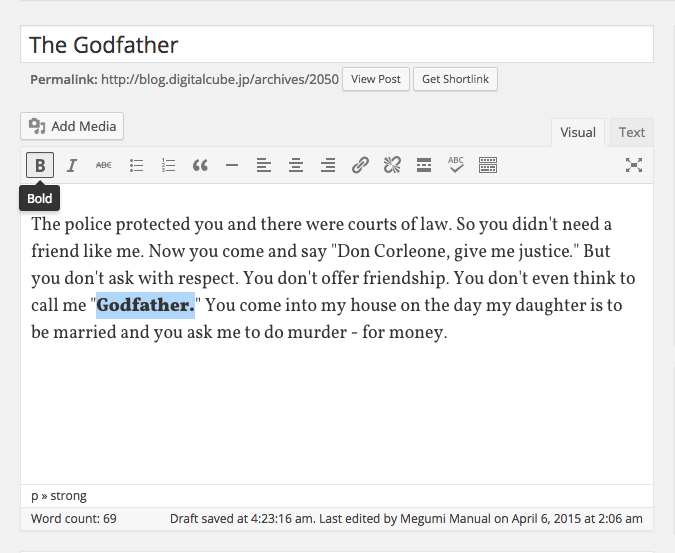 The Godfather
Permalink: http://blog.digitalcube.jp/archives/2050 View Post Get Shortlink
Add Media
Visual Text
B I ABC 1 2 3 ABC
Bold
The police protected you and there were courts of law. So you didn't need a
friend like me. Now you come and say "Don Corleone, give me justice." But
you don't ask with respect. You don't offer friendship. You don't even think to
call me "Godfather." You come into my house on the day my daughter is to
be married and you ask me to do murder - for money.
p » strong
Word count: 69 Draft saved at 4:23:16 am. Last edited by Megumi Manual on April 6, 2015 at 2:06 am